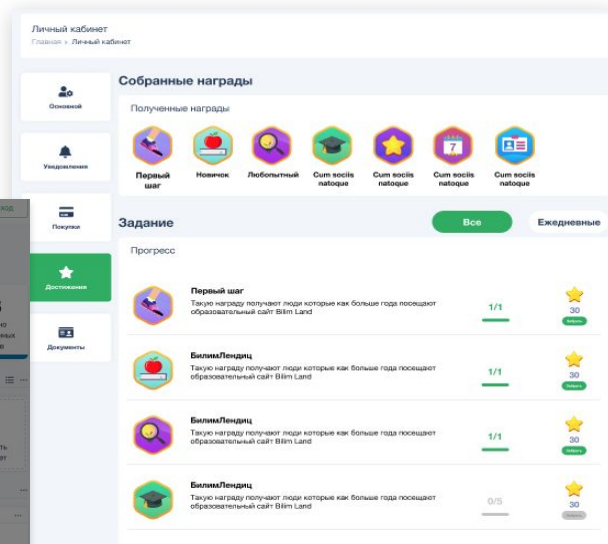 Личный кабинет
Главная > Личный кабинет
Основной
Уведомления
Покупки
Достижения
Документы
Собранные награды
Полученные награды
Первый
шаг
Новичок
Любопытный
Cum sociis
natoque
Cum sociis
natoque
Cum sociis
natoque
7
Cum sociis
natoque
Задание
Все
Ежедневные
Прогресс
Первый шаг
Такую награду получают люди которые как больше года посещают
образовательный сайт Bilim Land
1/1
30
Забрать
БилимЛендиц
Такую награду получают люди которые как больше года посещают
образовательный сайт Bilim Land
1/1
30
Забрать
БилимЛендиц
Такую награду получают люди которые как больше года посещают
образовательный сайт Bilim Land
1/1
30
Забрать
БилимЛендиц
Такую награду получают люди которые как больше года посещают
образовательный сайт Bilim Land
0/5
30
Забрать